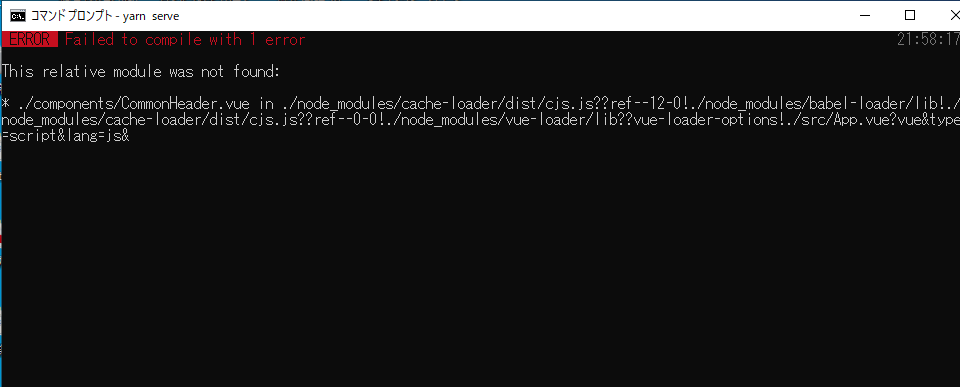 コマンド プロンプト - yarn serve
ERROR Failed to compile with 1 error 21:58:17
This relative module was not found:
* ./components/CommonHeader.vue in ./node_modules/cache-loader/dist/cjs.js??ref--12-0!./node_modules/babel-loader/lib!./
node_modules/cache-loader/dist/cjs.js??ref--0-0!./node_modules/vue-loader/lib??vue-loader-options!./src/App.vue?vue&type
=script&lang=js&